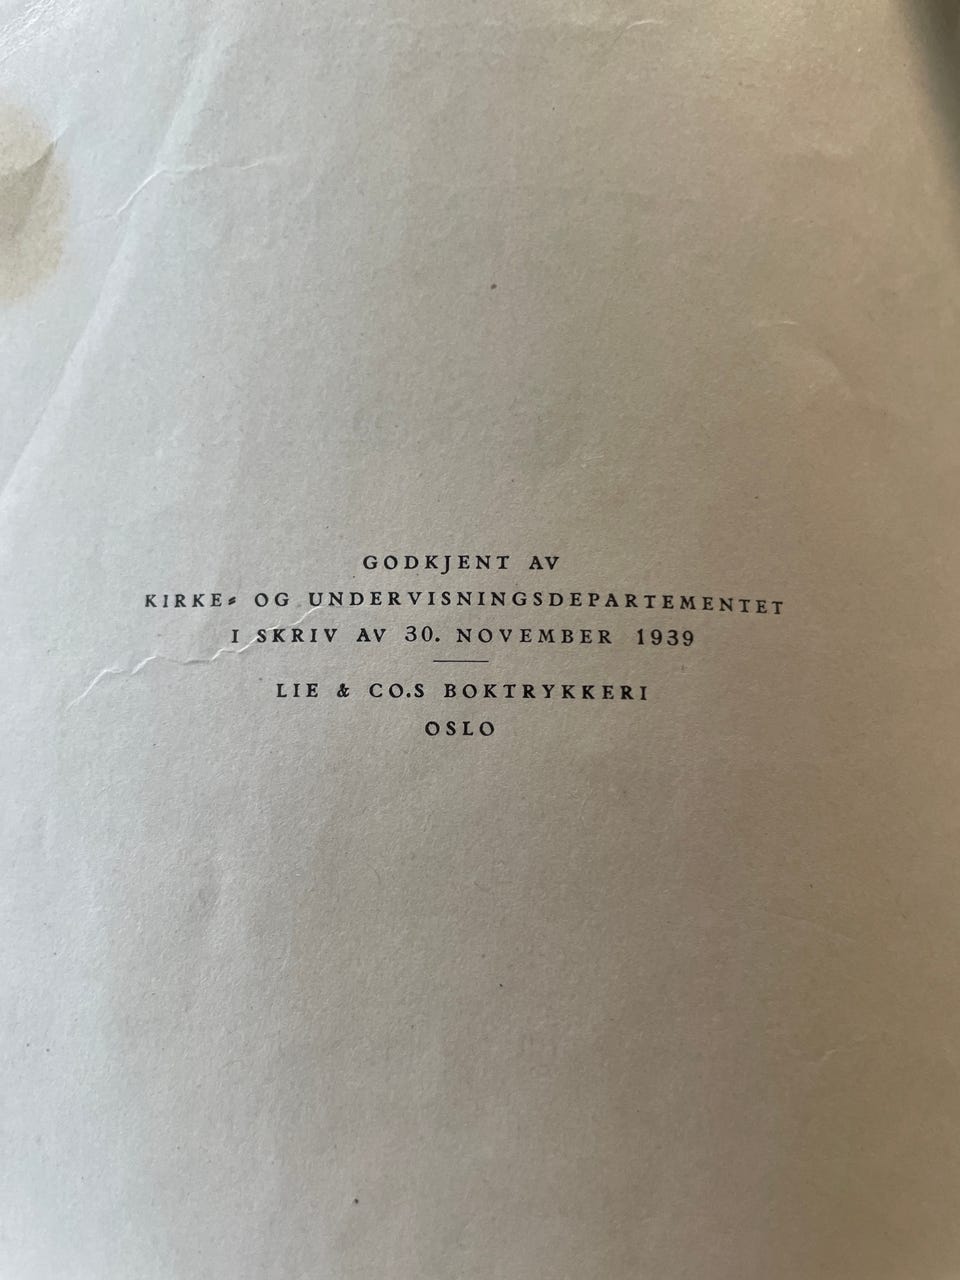 GODKJENT AV
KIRKE- OG UNDERVISNINGSDEPARTEMENTET
I SKRIV AV 30. NOVEMBER 1939
LIE & CO.S BOKTRYKKERI
OSLO